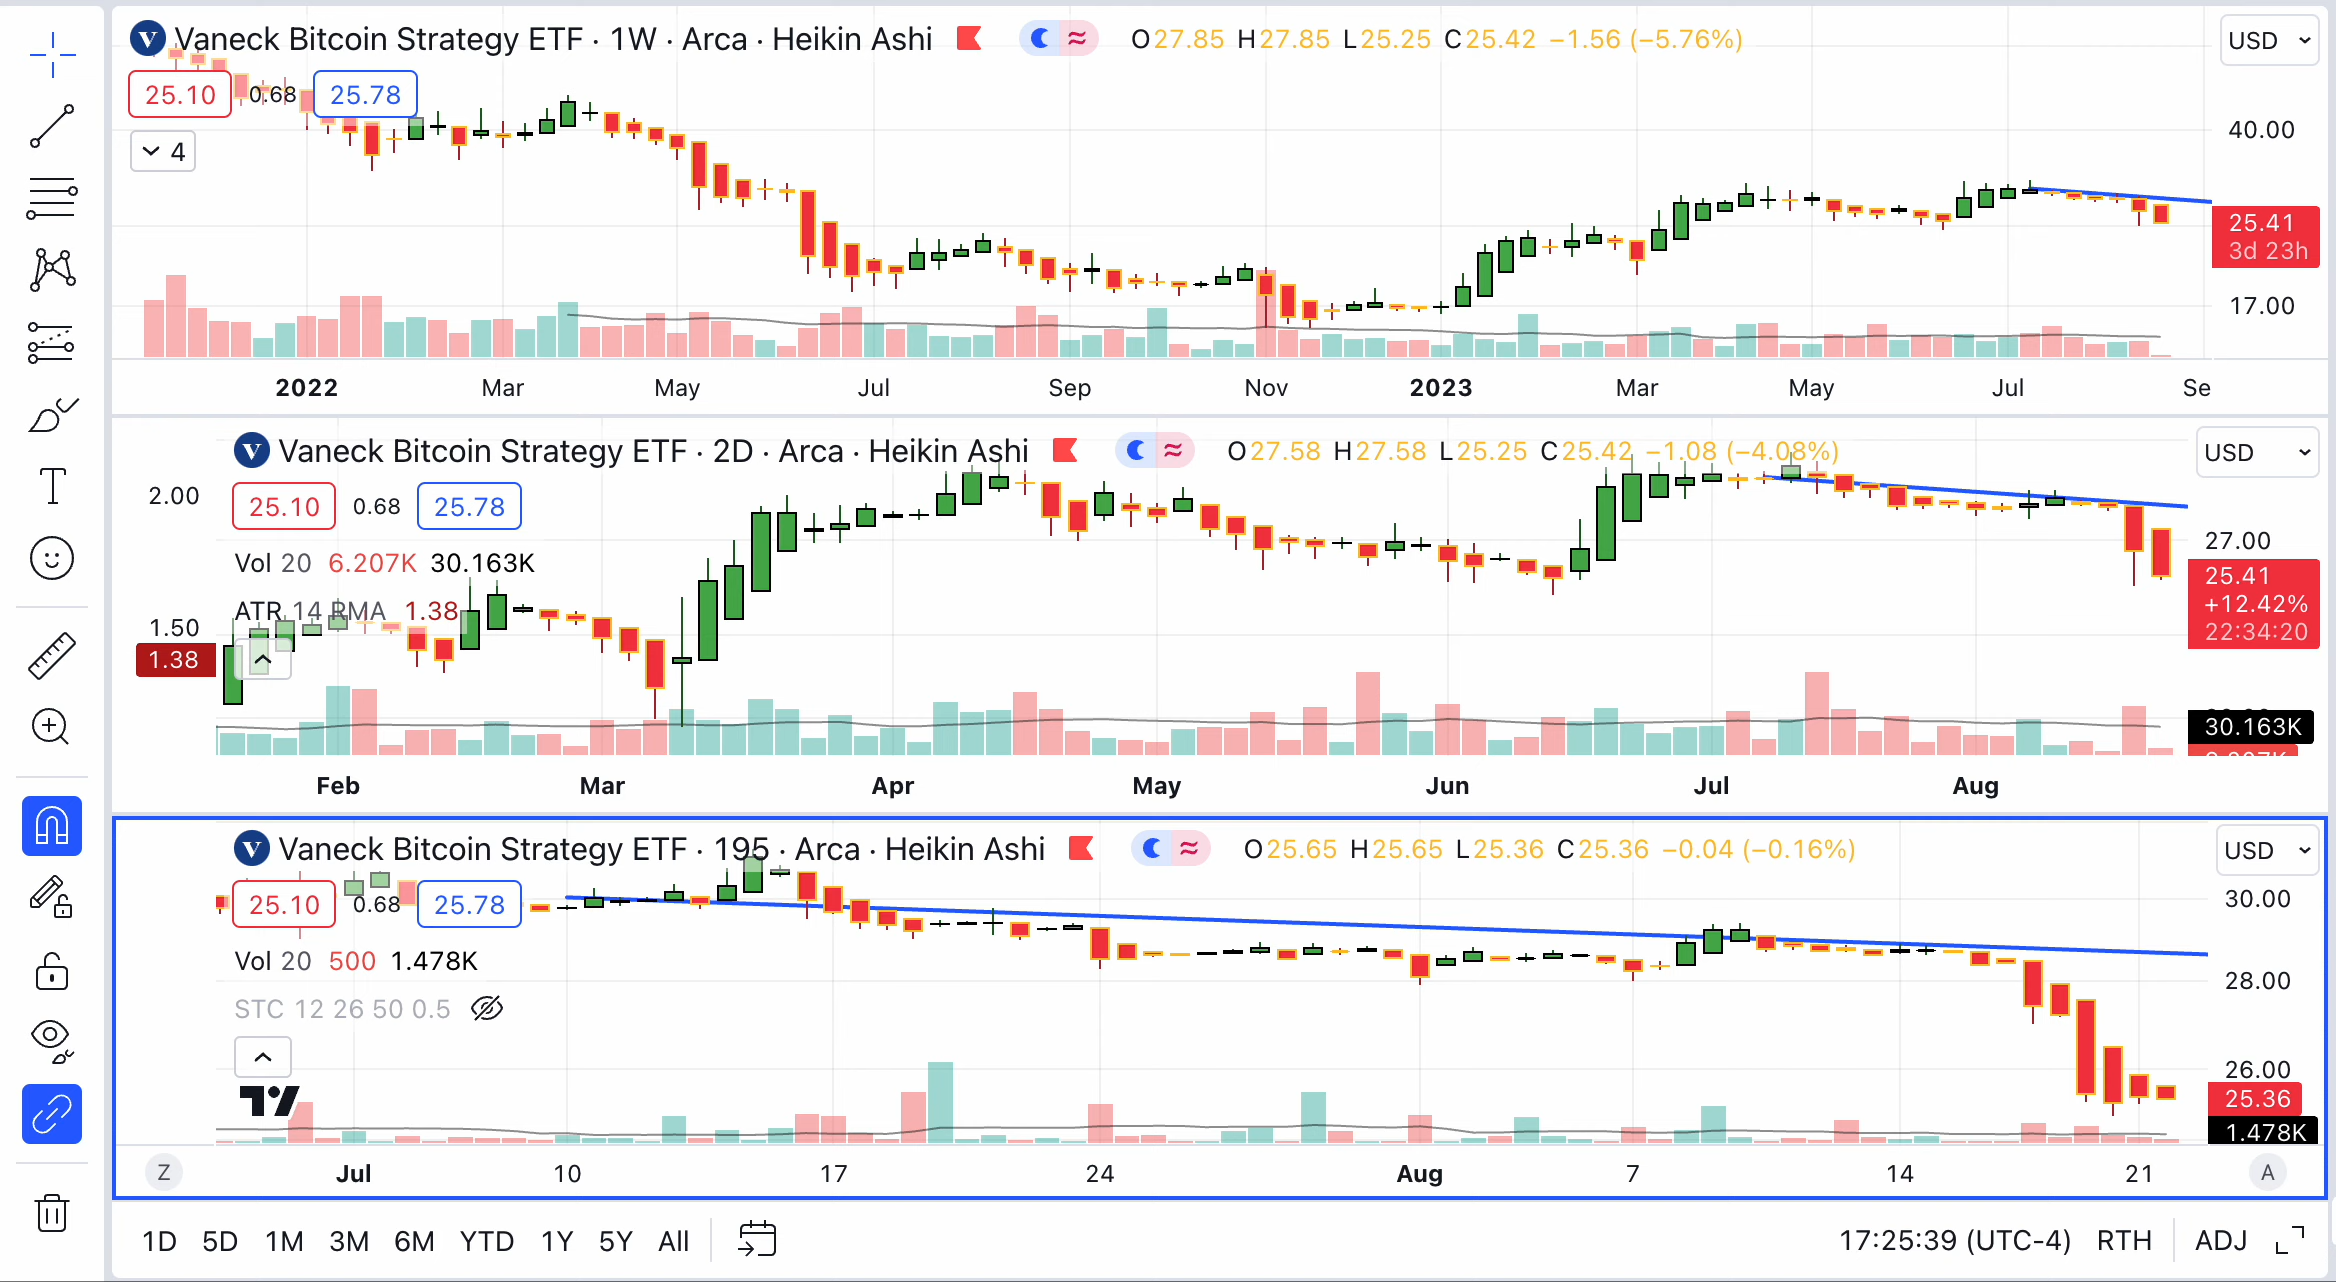 Vaneck Bitcoin Strategy ETF · 1W · Arca · Heikin Ashi O27.85 H27.85 L25.25 C25.42 −1.56 (−5.76%) USD
25.10 0.68 25.78
4
40.00
25.41
3d 23h
17.00
2022 Mar May Jul Sep Nov 2023 Mar May Jul Se
Vaneck Bitcoin Strategy ETF · 2D · Arca · Heikin Ashi O27.58 H27.58 L25.25 C25.42 −1.08 (−4.08%) USD
2.00 25.10 0.68 25.78
27.00
Vol 20 6.207K 30.163K
25.41
ATR 14 RMA 1.38
+12.42%
1.50
22:34:20
1.38
30.163K
Feb Mar Apr May Jun Jul Aug
Vaneck Bitcoin Strategy ETF · 195 · Arca · Heikin Ashi O25.65 H25.65 L25.36 C25.36 −0.04 (−0.16%) USD
25.10 0.68 25.78 30.00
Vol 20 500 1.478K
28.00
STC 12 26 50 0.5
26.00
25.36
1.478K
Z Jul 10 17 24 Aug 7 14 21 A
1D 5D 1M 3M 6M YTD 1Y 5Y All 17:25:39 (UTC-4) RTH ADJ